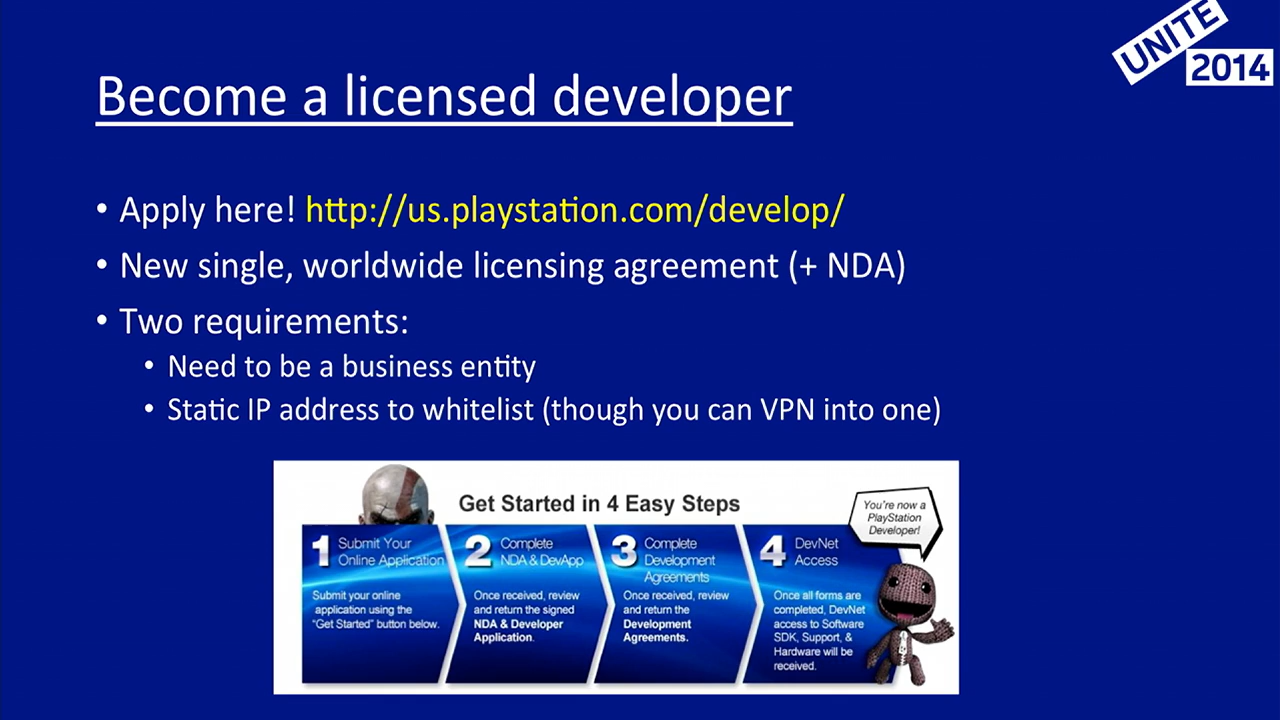 UNITE
2014
Become a licensed developer
• Apply here! http://us.playstation.com/develop/
• New single, worldwide licensing agreement (+ NDA)
• Two requirements:
• Need to be a business entity
• Static IP address to whitelist (though you can VPN into one)
Get Started in 4 Easy Steps
You're now a
PlayStation
Developer!
1 Submit Your
Online Application
Submit your online
application using the
"Get Started" button below.
2 Complete
NDA & DevApp
Once received, review
and return the signed
NDA & Developer
Application.
3 Complete
Development
Agreements
Once received, review
and return the
Development
Agreements.
4 DevNet
Access
Once all forms are
completed, DevNet
access to Software
SDK, Support, &
Hardware will be
received.